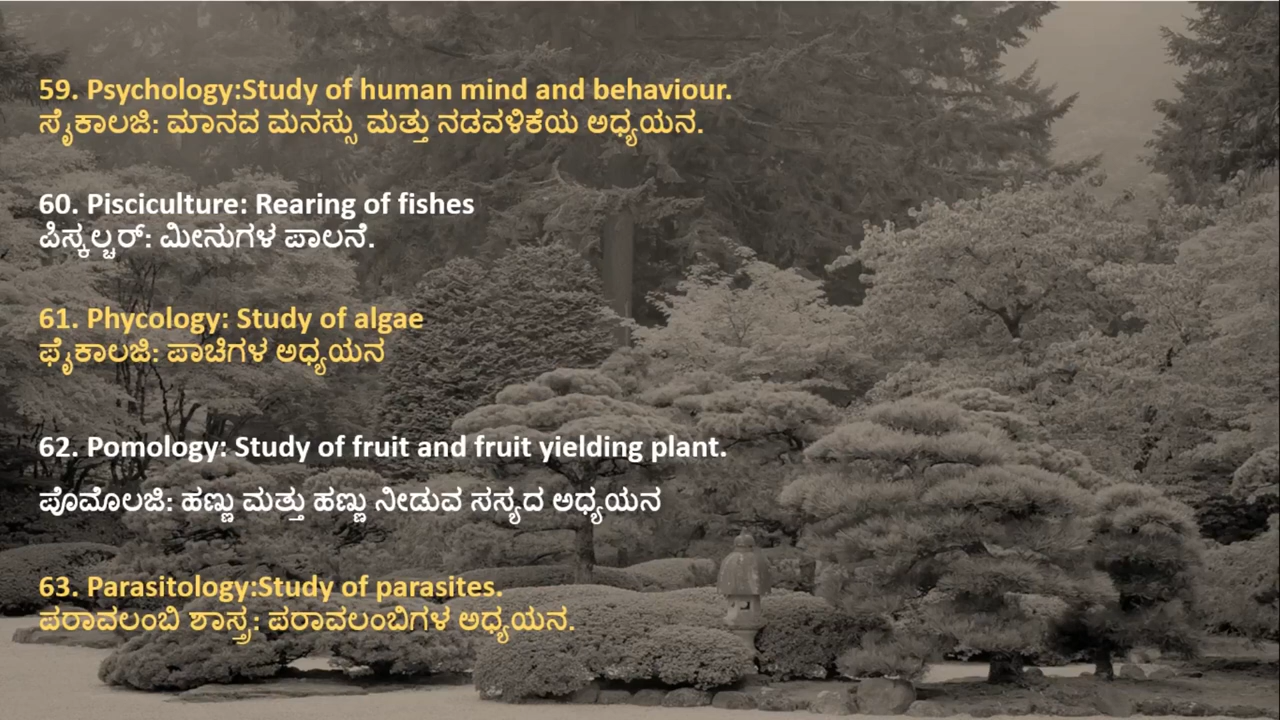 59. Psychology:Study of human mind and behaviour.
ಸೈಕಾಲಜಿ: ಮಾನವ ಮನಸ್ಸು ಮತ್ತು ನಡವಳಿಕೆಯ ಅಧ್ಯಯನ.
60. Pisciculture: Rearing of fishes
ಪಿಸ್ಕಲ್ಚರ್: ಮೀನುಗಳ ಪಾಲನೆ.
61. Phycology: Study of algae
ಫೈಕಾಲಜಿ: ಪಾಚಿಗಳ ಅಧ್ಯಯನ
62. Pomology: Study of fruit and fruit yielding plant.
ಪೊಮೊಲಜಿ: ಹಣ್ಣು ಮತ್ತು ಹಣ್ಣು ನೀಡುವ ಸಸ್ಯದ ಅಧ್ಯಯನ
63. Parasitology:Study of parasites.
ಪರಾವಲಂಬಿ ಶಾಸ್ತ್ರ: ಪರಾವಲಂಬಿಗಳ ಅಧ್ಯಯನ.